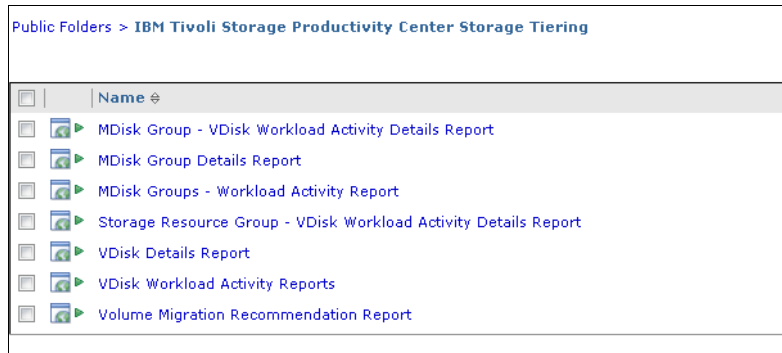 Public Folders > IBM Tivoli Storage Productivity Center Storage Tiering
Name
MDisk Group - VDisk Workload Activity Details Report
MDisk Group Details Report
MDisk Groups - Workload Activity Report
Storage Resource Group - VDisk Workload Activity Details Report
VDisk Details Report
VDisk Workload Activity Reports
Volume Migration Recommendation Report